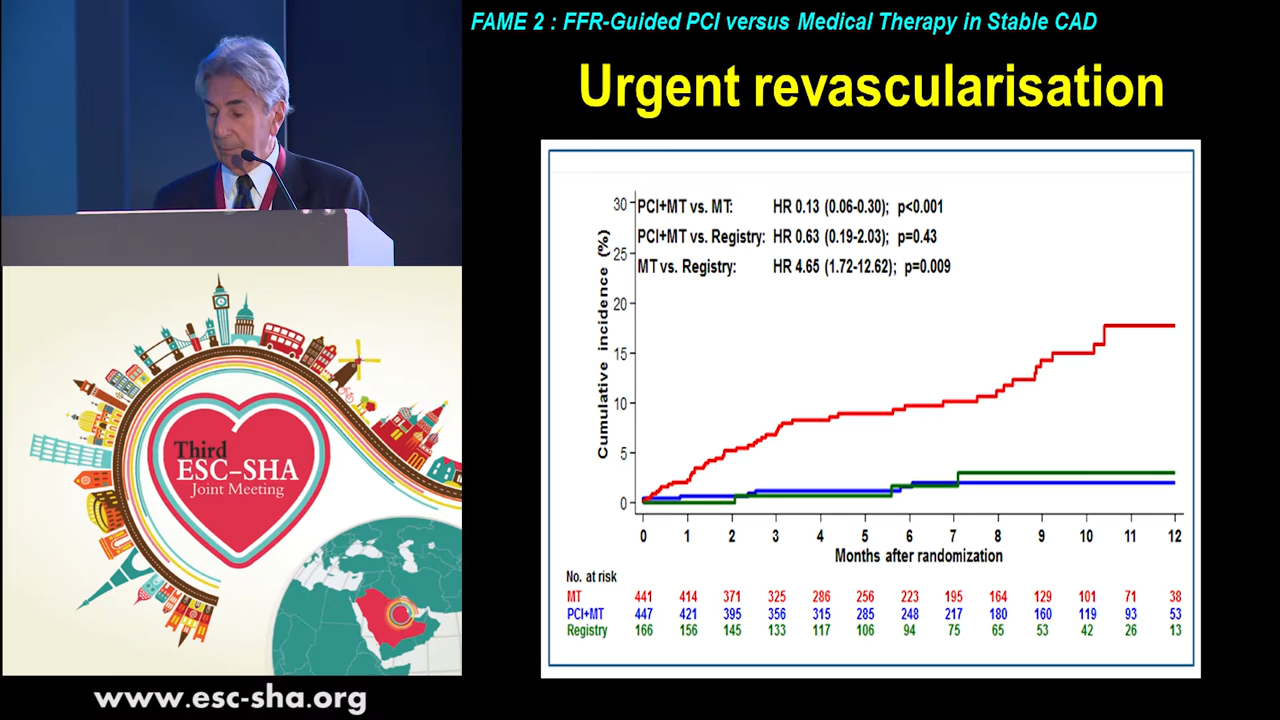 FAME 2 : FFR-Guided PCI versus Medical Therapy in Stable CAD
Urgent revascularisation
PCI+MT vs. MT: HR 0.13 (0.06-0.30); p<0.001
PCI+MT vs. Registry: HR 0.63 (0.19-2.03); p=0.43
MT vs. Registry: HR 4.65 (1.72-12.62); p=0.009
Cumulative incidence (%)
30
25
20
15
10
5
0
0 1 2 3 4 5 6 7 8 9 10 11 12
Months after randomization
No. at risk
MT 441 414 371 325 286 256 223 195 164 129 101 71 38
PCI+MT 447 421 395 356 315 285 248 217 180 160 119 93 53
Registry 166 156 145 133 117 106 94 75 65 53 42 26 13
Third
ESC-SHA
Joint Meeting
www.esc-sha.org